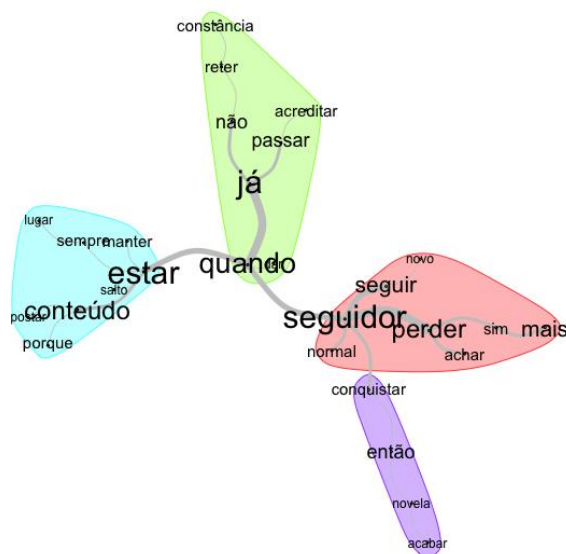 constância
reter
acreditar
não
passar
já
lugar
sempre
manter
estar
quando
salto
conteúdo
postar
porque
novo
seguir
seguidor
perder
sim
mais
normal
achar
conquistar
então
novela
acabar